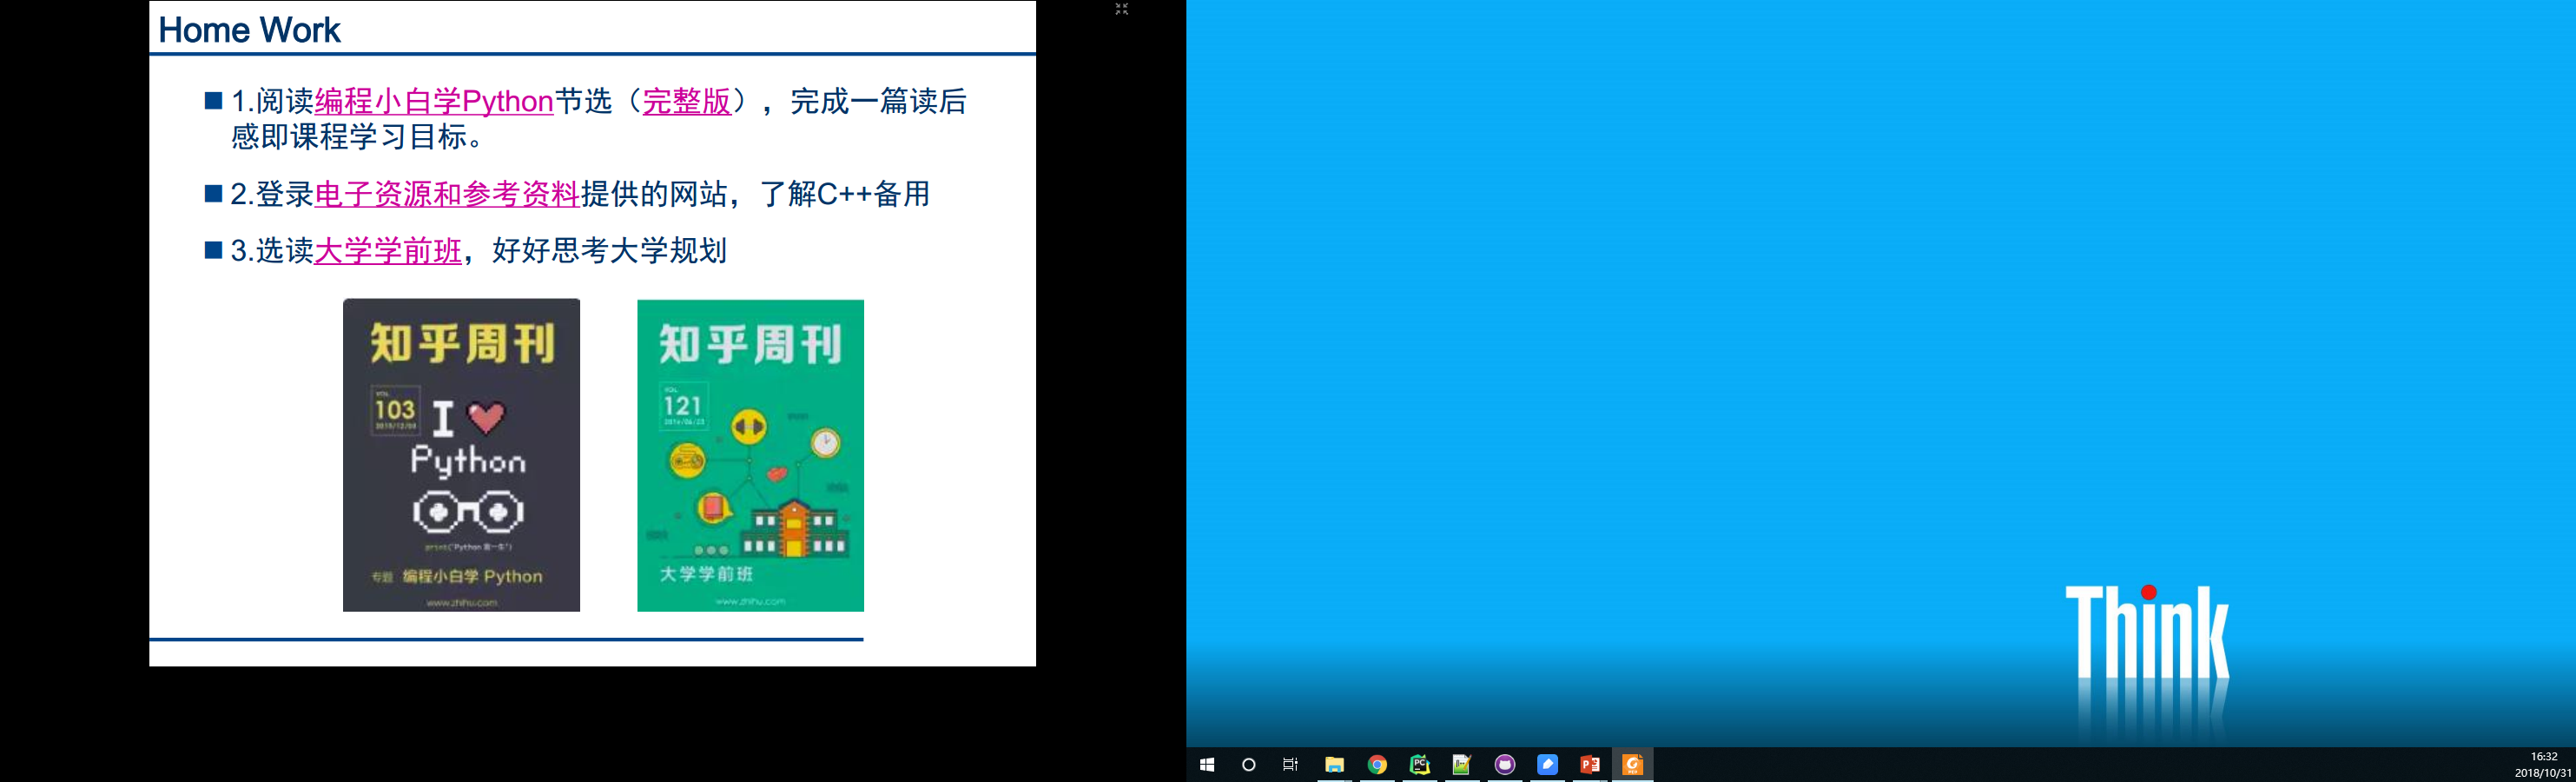 Home Work
1.阅读编程小白学Python节选（完整版），完成一篇读后
感即课程学习目标。
2.登录电子资源和参考资料提供的网站，了解C++备用
3.选读大学学前班，好好思考大学规划
知乎周刊
VOL
103
I
Python
专题 编程小白学 Python
www.zhihu.com
知乎周刊
VOL
121
大学学前班
www.zhihu.com
Think
16:32
2018/10/31